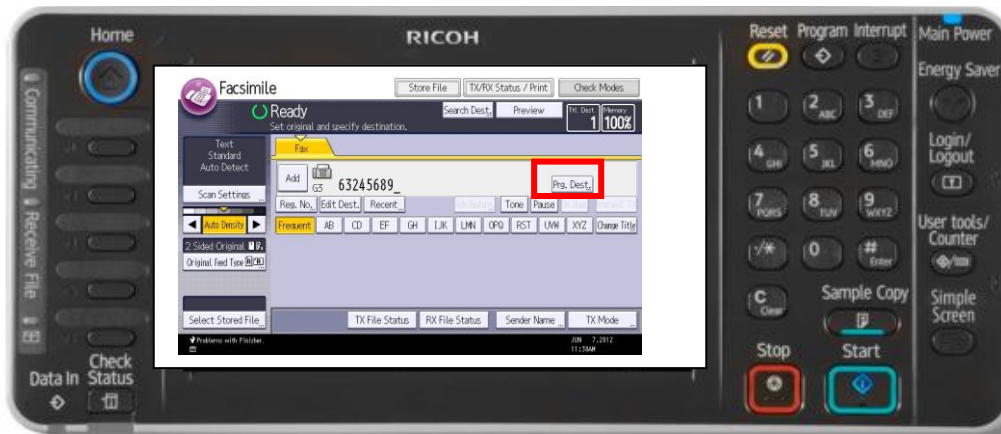 Home
RICOH
Reset Program Interrupt
Main Power
Energy Saver
Communicating
Receive File
Facsimile
Store File
TX/RX Status / Print
Check Modes
Ready
Set original and specify destination.
Search Dest.
Preview
Ttl. Dest. 1
Memory 100%
Text
Standard
Auto Detect
Fax
Add
G3
63245689_
Prg. Dest.
Scan Settings
Reg. No. Edit Dest. Recent
Tone Pause
Auto Density
Frequent AB CD EF GH IJK LMN OPQ RST UVW XYZ Change Title
2 Sided Original
Original Feed Type
Select Stored File
TX File Status
RX File Status
Sender Name
TX Mode
Problems with Finisher.
JUN 7,2012
11:38AM
1
2 ABC
3 DEF
4 GHI
5 JKL
6 MNO
7 PQRS
8 TUV
9 WXYZ
·/*
0
# Enter
C Clear
Login/
Logout
User tools/
Counter
Simple
Screen
Sample Copy
Stop
Start
Data In
Check
Status